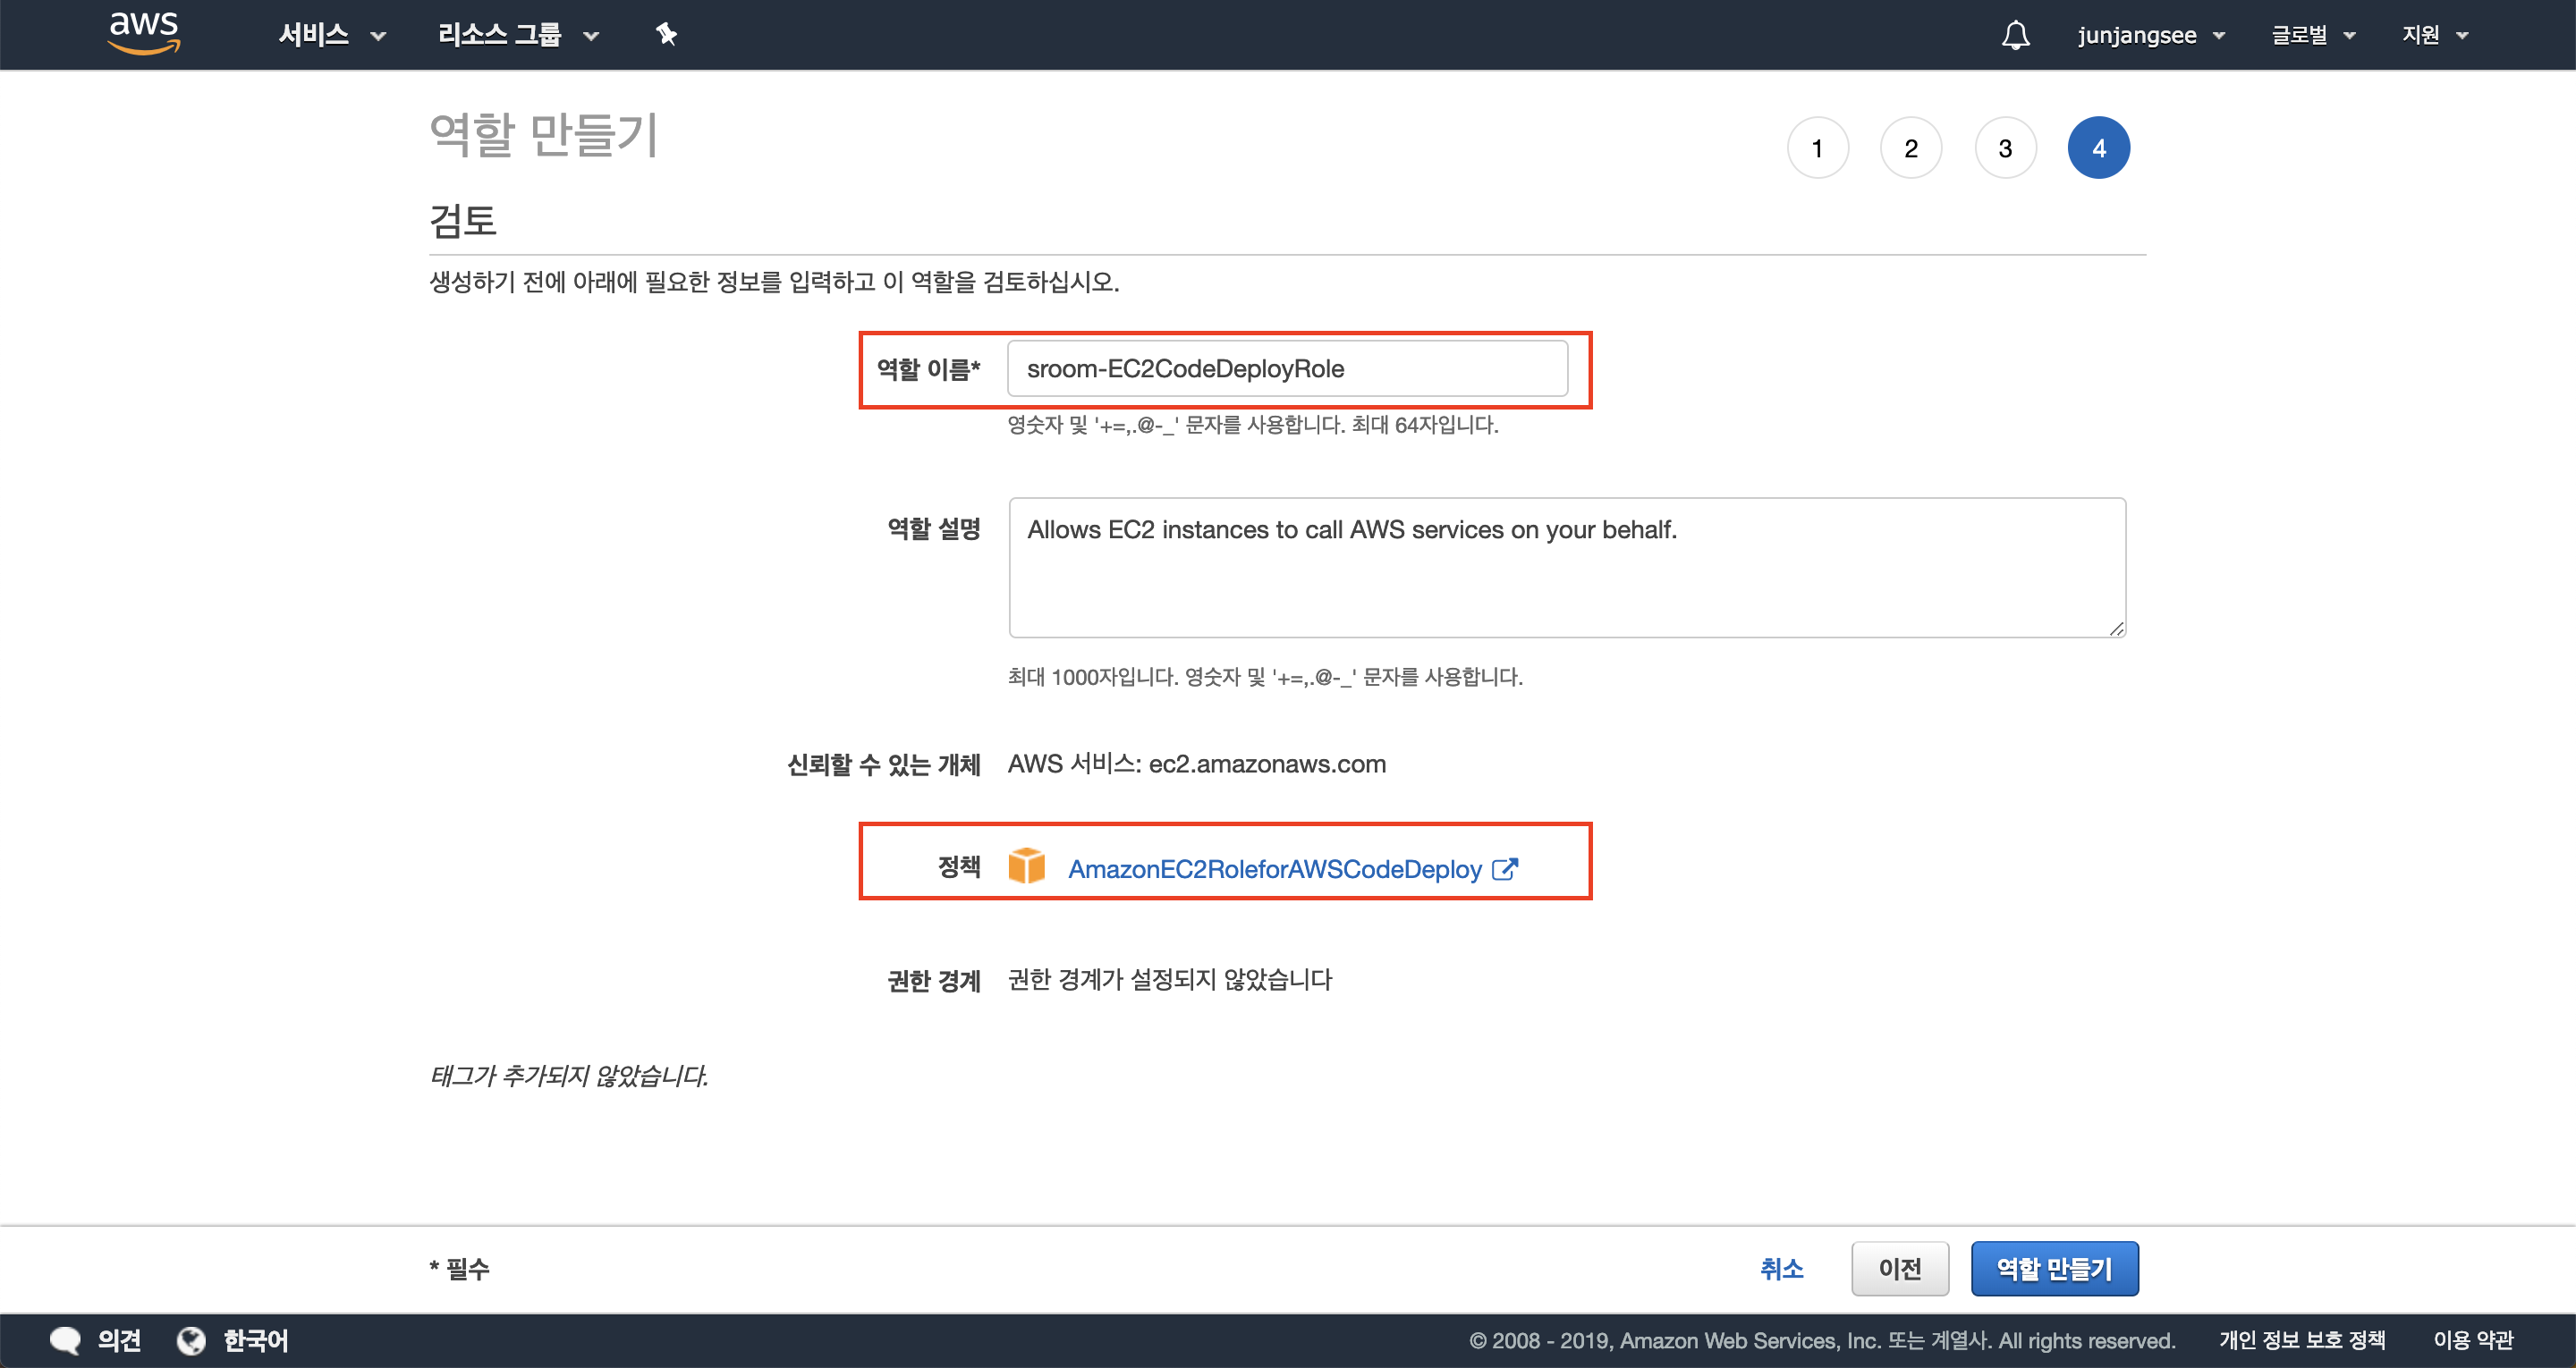 aws 서비스 리소스 그룹 junjangsee 글로벌 지원
역할 만들기
1 2 3 4
검토
생성하기 전에 아래에 필요한 정보를 입력하고 이 역할을 검토하십시오.
역할 이름* sroom-EC2CodeDeployRole
영숫자 및 '+=,.@-_' 문자를 사용합니다. 최대 64자입니다.
역할 설명 Allows EC2 instances to call AWS services on your behalf.
최대 1000자입니다. 영숫자 및 '+=,.@-_' 문자를 사용합니다.
신뢰할 수 있는 개체 AWS 서비스: ec2.amazonaws.com
정책 AmazonEC2RoleforAWSCodeDeploy
권한 경계 권한 경계가 설정되지 않았습니다
태그가 추가되지 않았습니다.
* 필수 취소 이전 역할 만들기
의견 한국어 © 2008 - 2019, Amazon Web Services, Inc. 또는 계열사. All rights reserved. 개인 정보 보호 정책 이용 약관